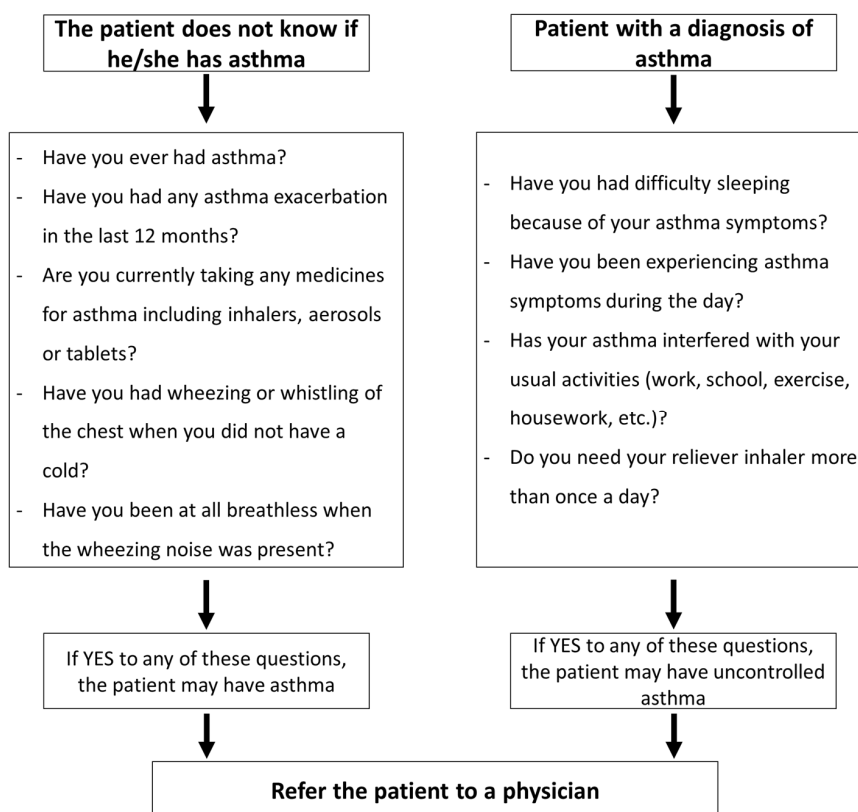 The patient does not know if
he/she has asthma
- Have you ever had asthma?
- Have you had any asthma exacerbation
in the last 12 months?
- Are you currently taking any medicines
for asthma including inhalers, aerosols
or tablets?
- Have you had wheezing or whistling of
the chest when you did not have a
cold?
- Have you been at all breathless when
the wheezing noise was present?
If YES to any of these questions,
the patient may have asthma
Patient with a diagnosis of
asthma
- Have you had difficulty sleeping
because of your asthma symptoms?
- Have you been experiencing asthma
symptoms during the day?
- Has your asthma interfered with your
usual activities (work, school, exercise,
housework, etc.)?
- Do you need your reliever inhaler more
than once a day?
If YES to any of these questions,
the patient may have uncontrolled
asthma
Refer the patient to a physician